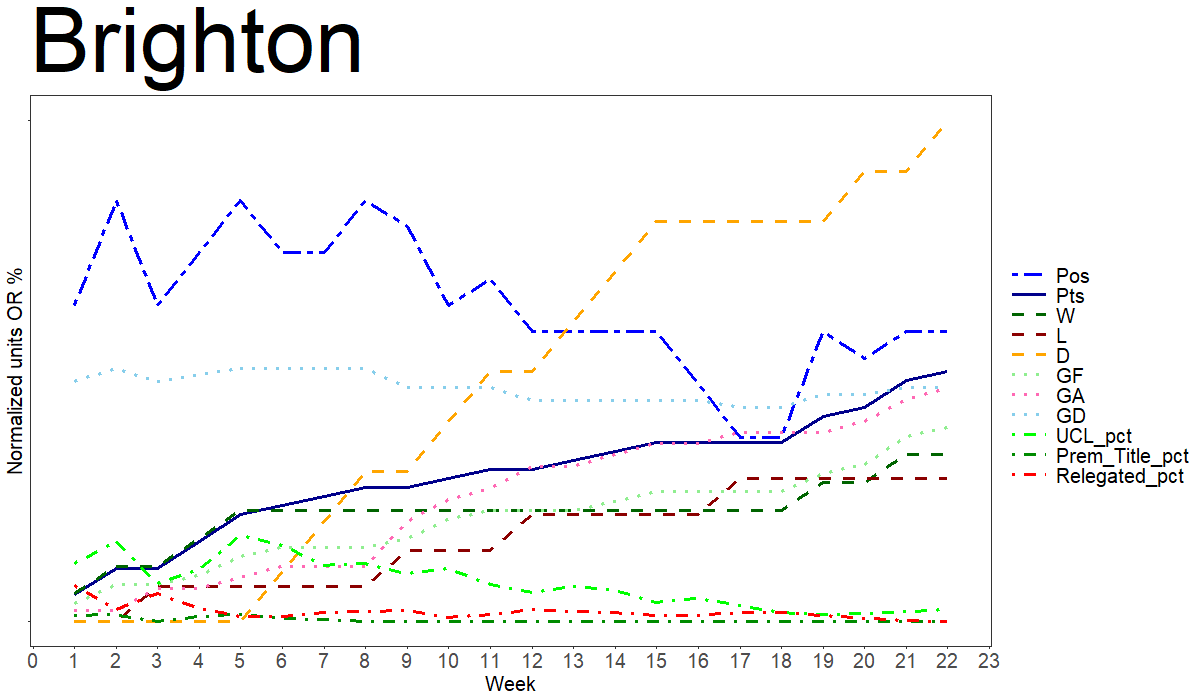 Brighton
Normalized units OR %
Pos
Pts
W
L
D
GF
GA
GD
UCL_pct
Prem_Title_pct
Relegated_pct
0 1 2 3 4 5 6 7 8 9 10 11 12 13 14 15 16 17 18 19 20 21 22 23
Week